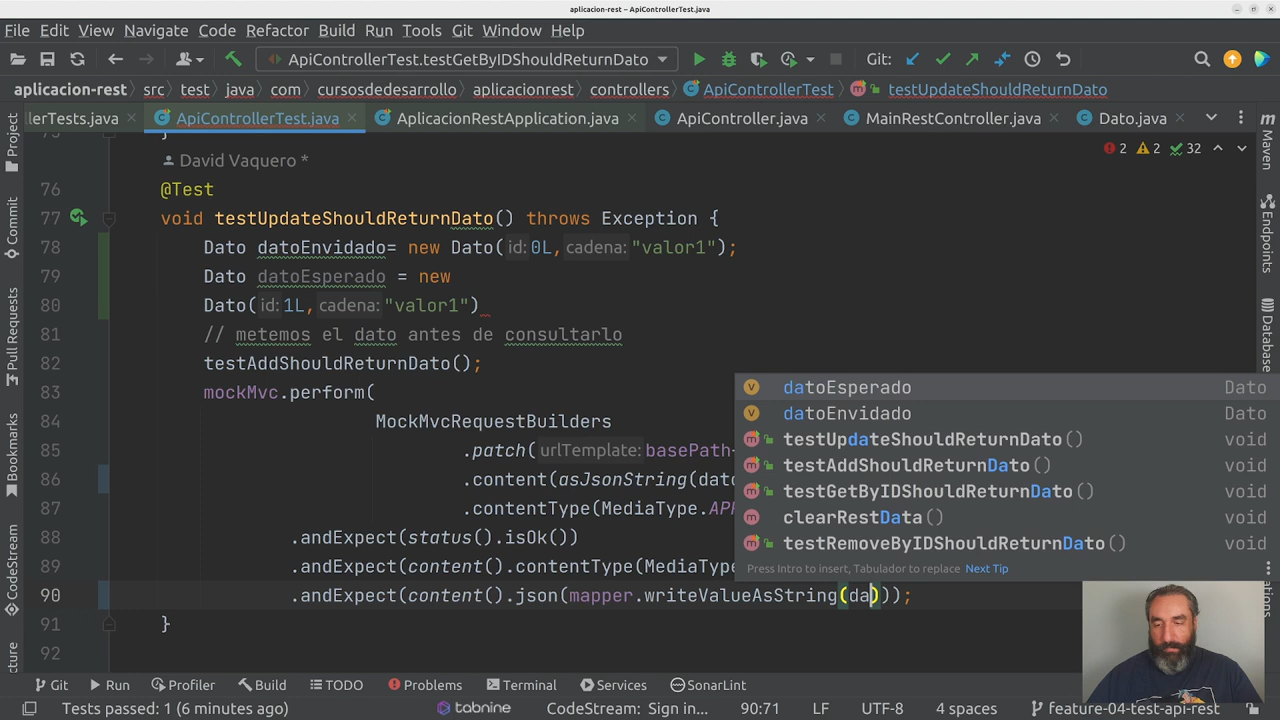 aplicacion-rest – ApiControllerTest.java
File Edit View Navigate Code Refactor Build Run Tools Git Window Help
ApiControllerTest.testGetByIDShouldReturnDato Git:
aplicacion-rest src test java com cursosdedesarrollo aplicacionrest controllers ApiControllerTest testUpdateShouldReturnDato
lerTests.java ApiControllerTest.java AplicacionRestApplication.java ApiController.java MainRestController.java Dato.java
David Vaquero *
2 2 32
76 @Test
77 void testUpdateShouldReturnDato() throws Exception {
78 Dato datoEnvidado= new Dato( id: 0L, cadena: "valor1");
79 Dato datoEsperado = new
80 Dato( id: 1L, cadena: "valor1")
81 // metemos el dato antes de consultarlo
82 testAddShouldReturnDato();
83 mockMvc.perform(
84 MockMvcRequestBuilders
85 .patch( urlTemplate: basePath
86 .content(asJsonString(dato
87 .contentType(MediaType.APP
88 .andExpect(status().isOk())
89 .andExpect(content().contentType(MediaType
90 .andExpect(content().json(mapper.writeValueAsString(da)));
91 }
92
datoEsperado Dato
datoEnvidado Dato
testUpdateShouldReturnDato() void
testAddShouldReturnDato() void
testGetByIDShouldReturnDato() void
clearRestData() void
testRemoveByIDShouldReturnDato() void
Press Intro to insert, Tabulador to replace Next Tip
Project
Commit
Pull Requests
Bookmarks
CodeStream
Maven
Endpoints
Database
Git Run Profiler Build TODO Problems Terminal Services SonarLint
Tests passed: 1 (6 minutes ago) tabnine CodeStream: Sign in... 90:71 LF UTF-8 4 spaces feature-04-test-api-rest